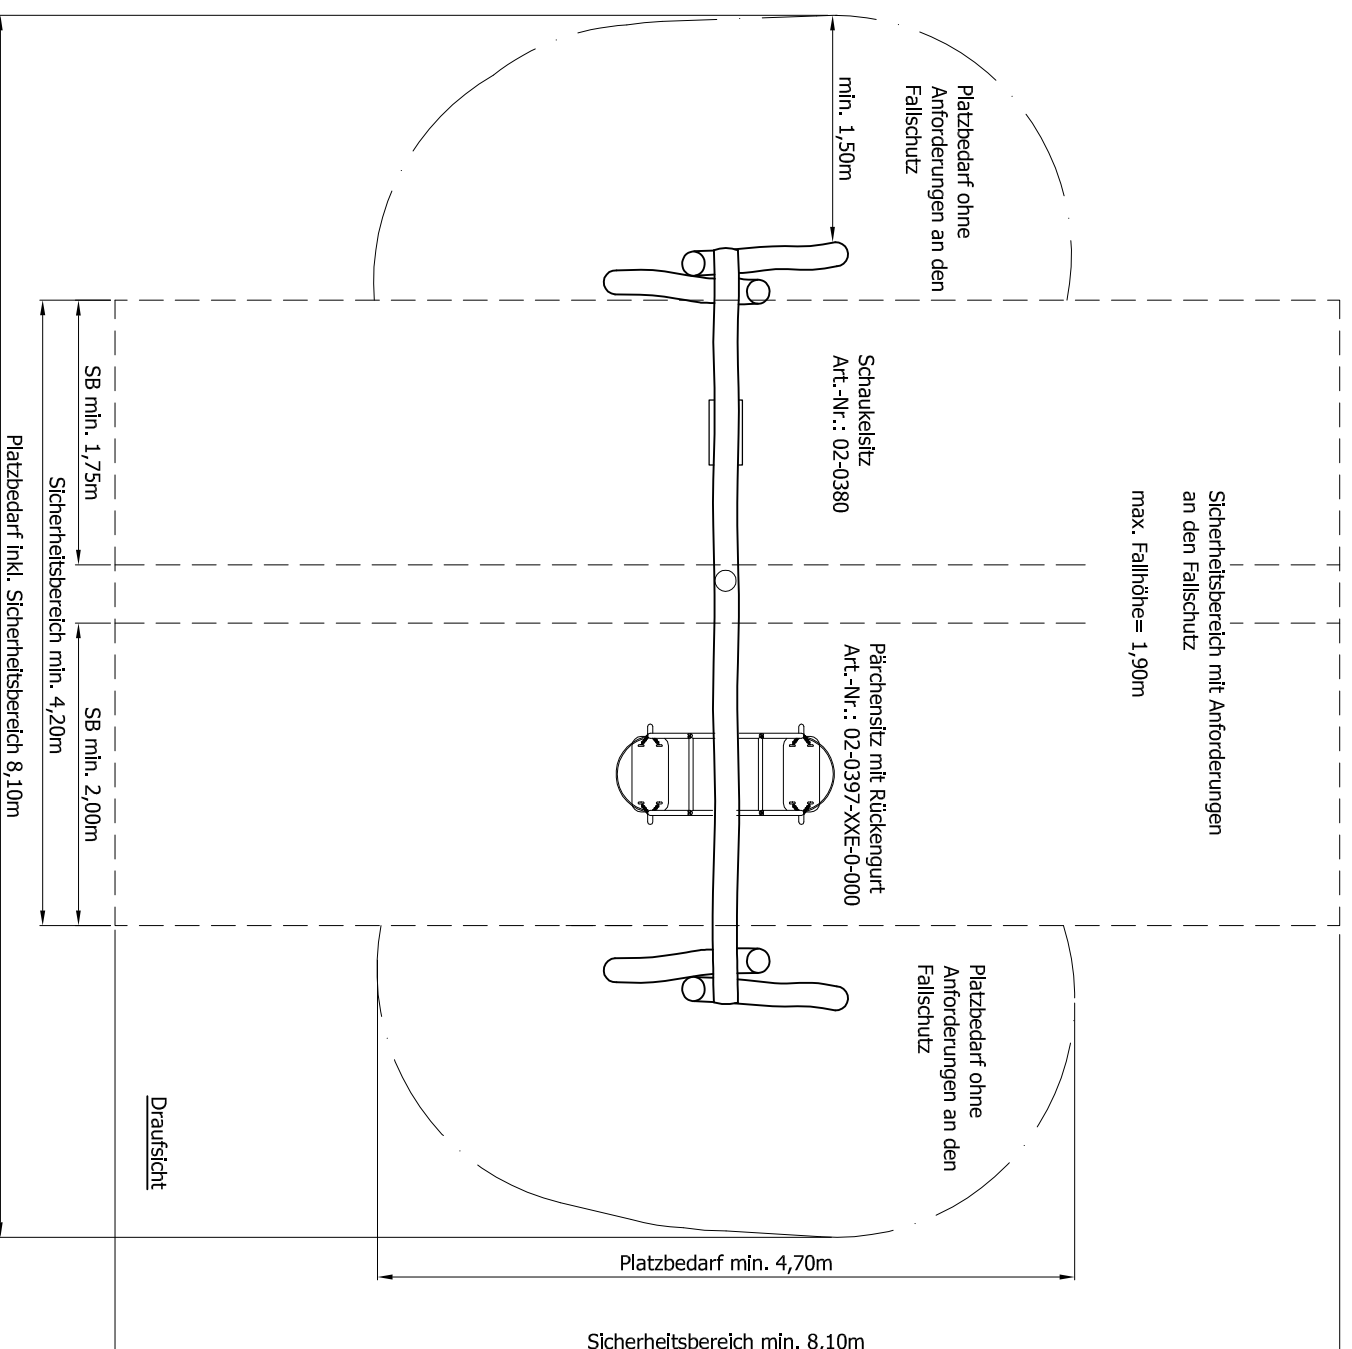 Platzbedarf ohne
Anforderungen an den
Fallschutz
min. 1,50m
Sicherheitsbereich mit Anforderungen
an den Fallschutz
max. Fallhöhe= 1,90m
Schaukelsitz
Art.-Nr.: 02-0380
Pärchensitz mit Rückengurt
Art.-Nr.: 02-0397-XXE-0-000
SB min. 1,75m
SB min. 2,00m
Sicherheitsbereich min. 4,20m
Platzbedarf inkl. Sicherheitsbereich 8,10m
Platzbedarf ohne
Anforderungen an den
Fallschutz
Draufsicht
Platzbedarf min. 4,70m
Sicherheitsbereich min. 8,10m